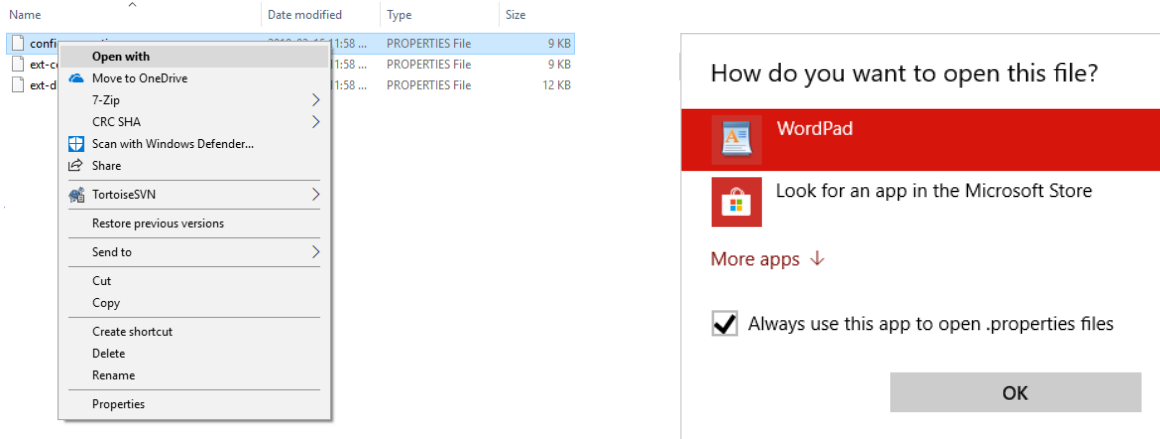 Name Date modified Type Size
PROPERTIES File 9 KB
PROPERTIES File 9 KB
PROPERTIES File 12 KB
Open with
Move to OneDrive
7-Zip
CRC SHA
Scan with Windows Defender...
Share
TortoiseSVN
Restore previous versions
Send to
Cut
Copy
Create shortcut
Delete
Rename
Properties
How do you want to open this file?
WordPad
Look for an app in the Microsoft Store
More apps
Always use this app to open .properties files
OK